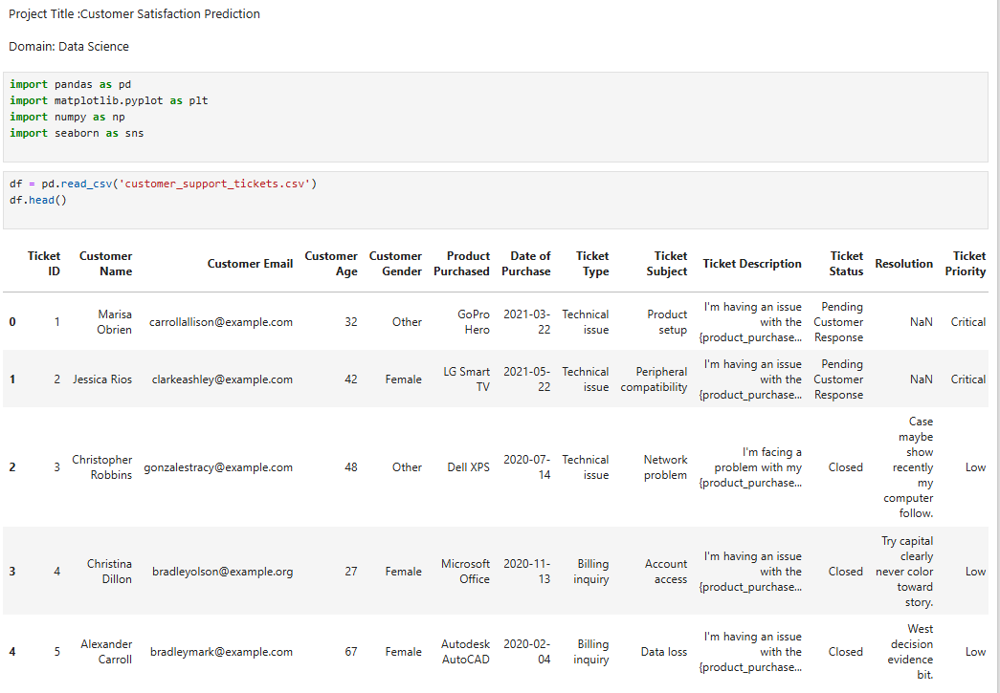 Project Title :Customer Satisfaction Prediction
Domain: Data Science
import pandas as pd
import matplotlib.pyplot as plt
import numpy as np
import seaborn as sns
df = pd.read_csv('customer_support_tickets.csv')
df.head()
Ticket ID Customer Name Customer Email Customer Age Customer Gender Product Purchased Date of Purchase Ticket Type Ticket Subject Ticket Description Ticket Status Resolution Ticket Priority
0 1 Marisa Obrien carrollallison@example.com 32 Other GoPro Hero 2021-03-22 Technical issue Product setup I'm having an issue with the {product_purchase... Pending Customer Response NaN Critical
1 2 Jessica Rios clarkeashley@example.com 42 Female LG Smart TV 2021-05-22 Technical issue Peripheral compatibility I'm having an issue with the {product_purchase... Pending Customer Response NaN Critical
2 3 Christopher Robbins gonzalestracy@example.com 48 Other Dell XPS 2020-07-14 Technical issue Network problem I'm facing a problem with my {product_purchase... Closed Case maybe show recently my computer follow. Low
3 4 Christina Dillon bradleyolson@example.org 27 Female Microsoft Office 2020-11-13 Billing inquiry Account access I'm having an issue with the {product_purchase... Closed Try capital clearly never color toward story. Low
4 5 Alexander Carroll bradleymark@example.com 67 Female Autodesk AutoCAD 2020-02-04 Billing inquiry Data loss I'm having an issue with the {product_purchase... Closed West decision evidence bit. Low